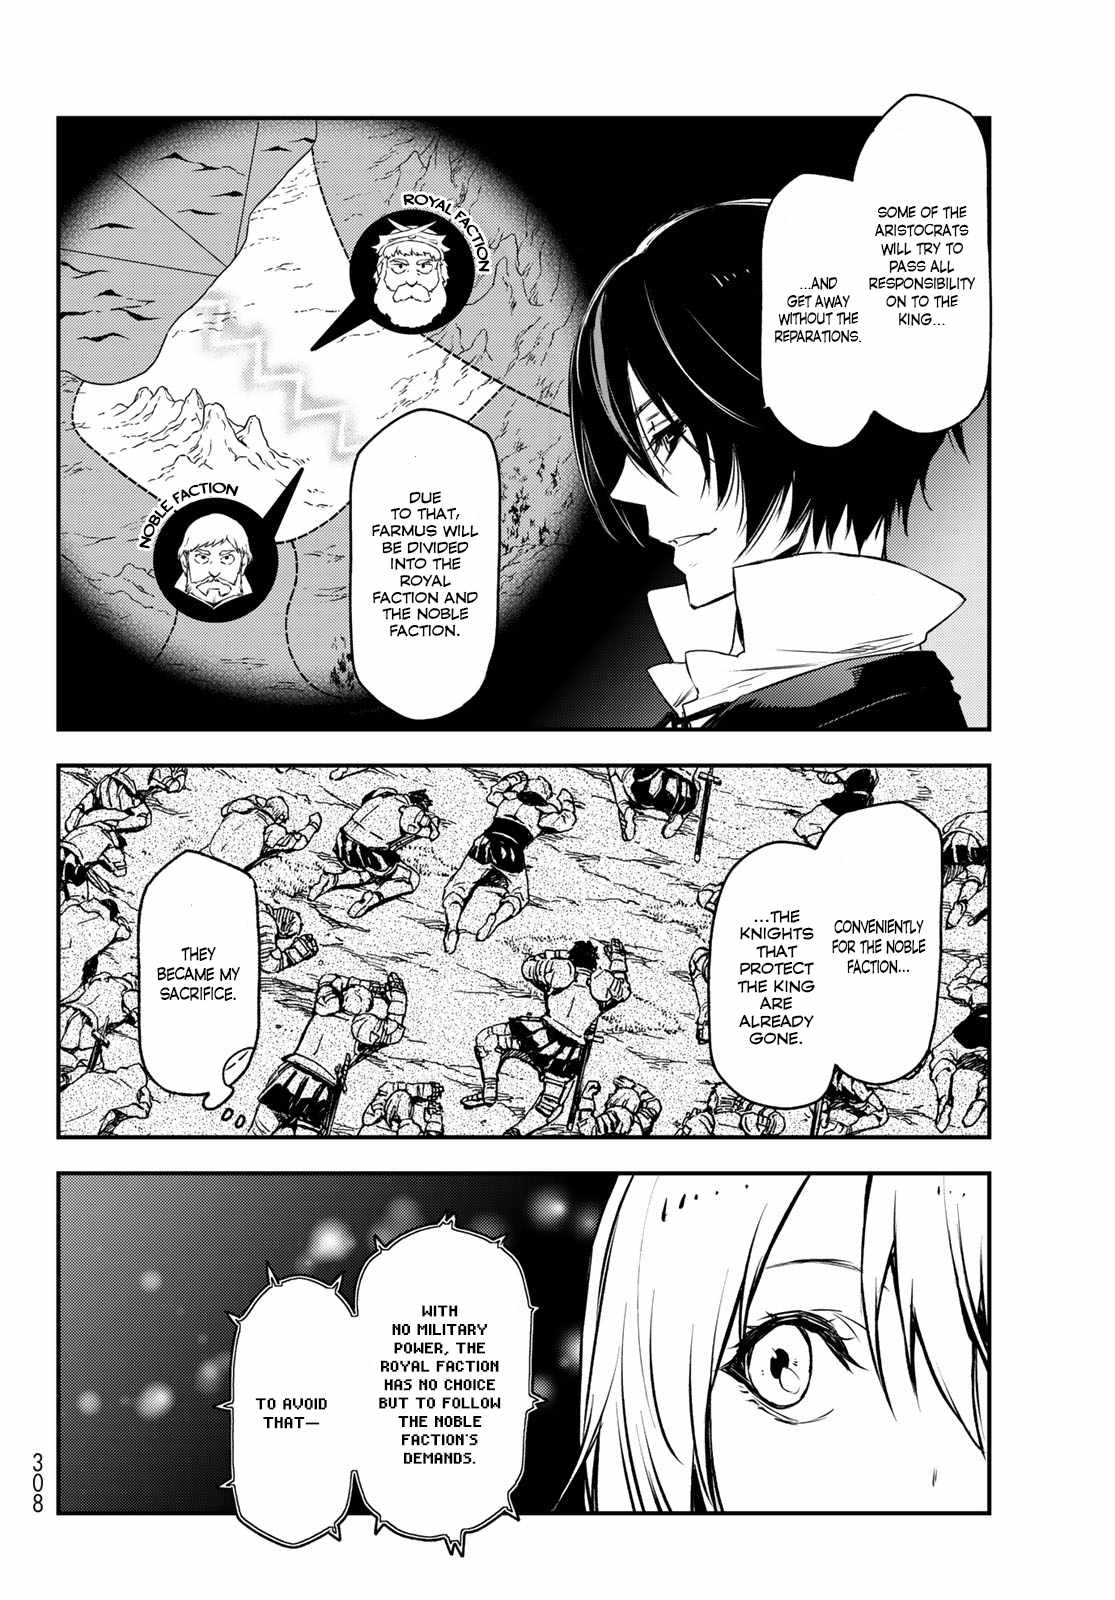 SOME OF THE
ARISTOCRATS
WILL TRY TO
PASS ALL
RESPONSIBILITY
ON TO THE
KING...
...AND
GET AWAY
WITHOUT THE
REPARATIONS.
ROYAL FACTION
DUE
TO THAT,
FARMUS WILL
BE DIVIDED
INTO THE
ROYAL
FACTION AND
THE NOBLE
FACTION.
NOBLE FACTION
CONVENIENTLY
FOR THE NOBLE
FACTION...
...THE
KNIGHTS
THAT
PROTECT
THE KING
ARE
ALREADY
GONE.
THEY
BECAME MY
SACRIFICE.
WITH
NO MILITARY
POWER, THE
ROYAL FACTION
HAS NO CHOICE
BUT TO FOLLOW
THE NOBLE
FACTION'S
DEMANDS.
TO AVOID
THAT—
308